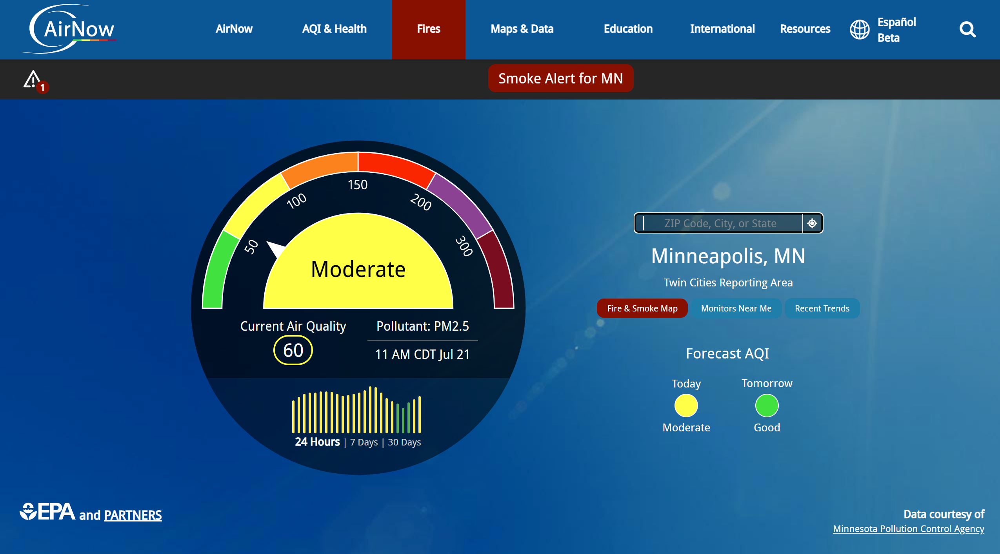 AirNow
AirNow
AQI & Health
Fires
Maps & Data
Education
International
Resources
Español
Beta
1
Smoke Alert for MN
50
100
150
200
300
Moderate
Current Air Quality
60
Pollutant: PM2.5
11 AM CDT Jul 21
24 Hours | 7 Days | 30 Days
ZIP Code, City, or State
Minneapolis, MN
Twin Cities Reporting Area
Fire & Smoke Map
Monitors Near Me
Recent Trends
Forecast AQI
Today
Tomorrow
Moderate
Good
EPA and PARTNERS
Data courtesy of
Minnesota Pollution Control Agency